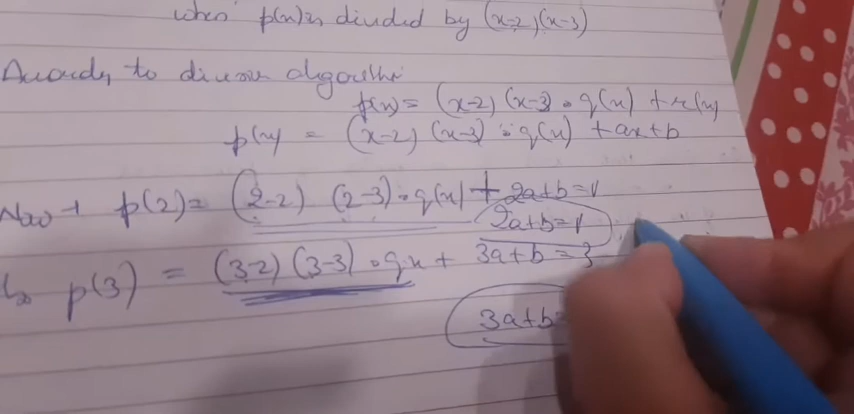 when p(x) is divided by (x-2)(x-3)
According to division algorithm
p(x) = (x-2) (x-3) . q(x) + r(x)
p(x) = (x-2) (x-3) . q(x) + ax+b
Now p(2) = (2-2) (2-3) . q(x) + 2a+b=1
2a+b=1
p(3) = (3-2) (3-3) . qx + 3a+b = 3
3a+b=